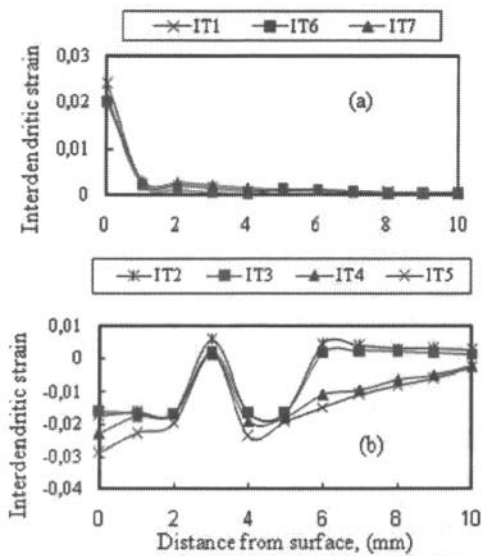 IT1 IT6 IT7
Interdendritic strain
0,03
0,02
0,01
0
(a)
0 2 4 6 8 10
IT2 IT3 IT4 IT5
Interdendritic strain
0,01
0
-0,01
-0,02
-0,03
-0,04
(b)
0 2 4 6 8 10
Distance from surface, (mm)